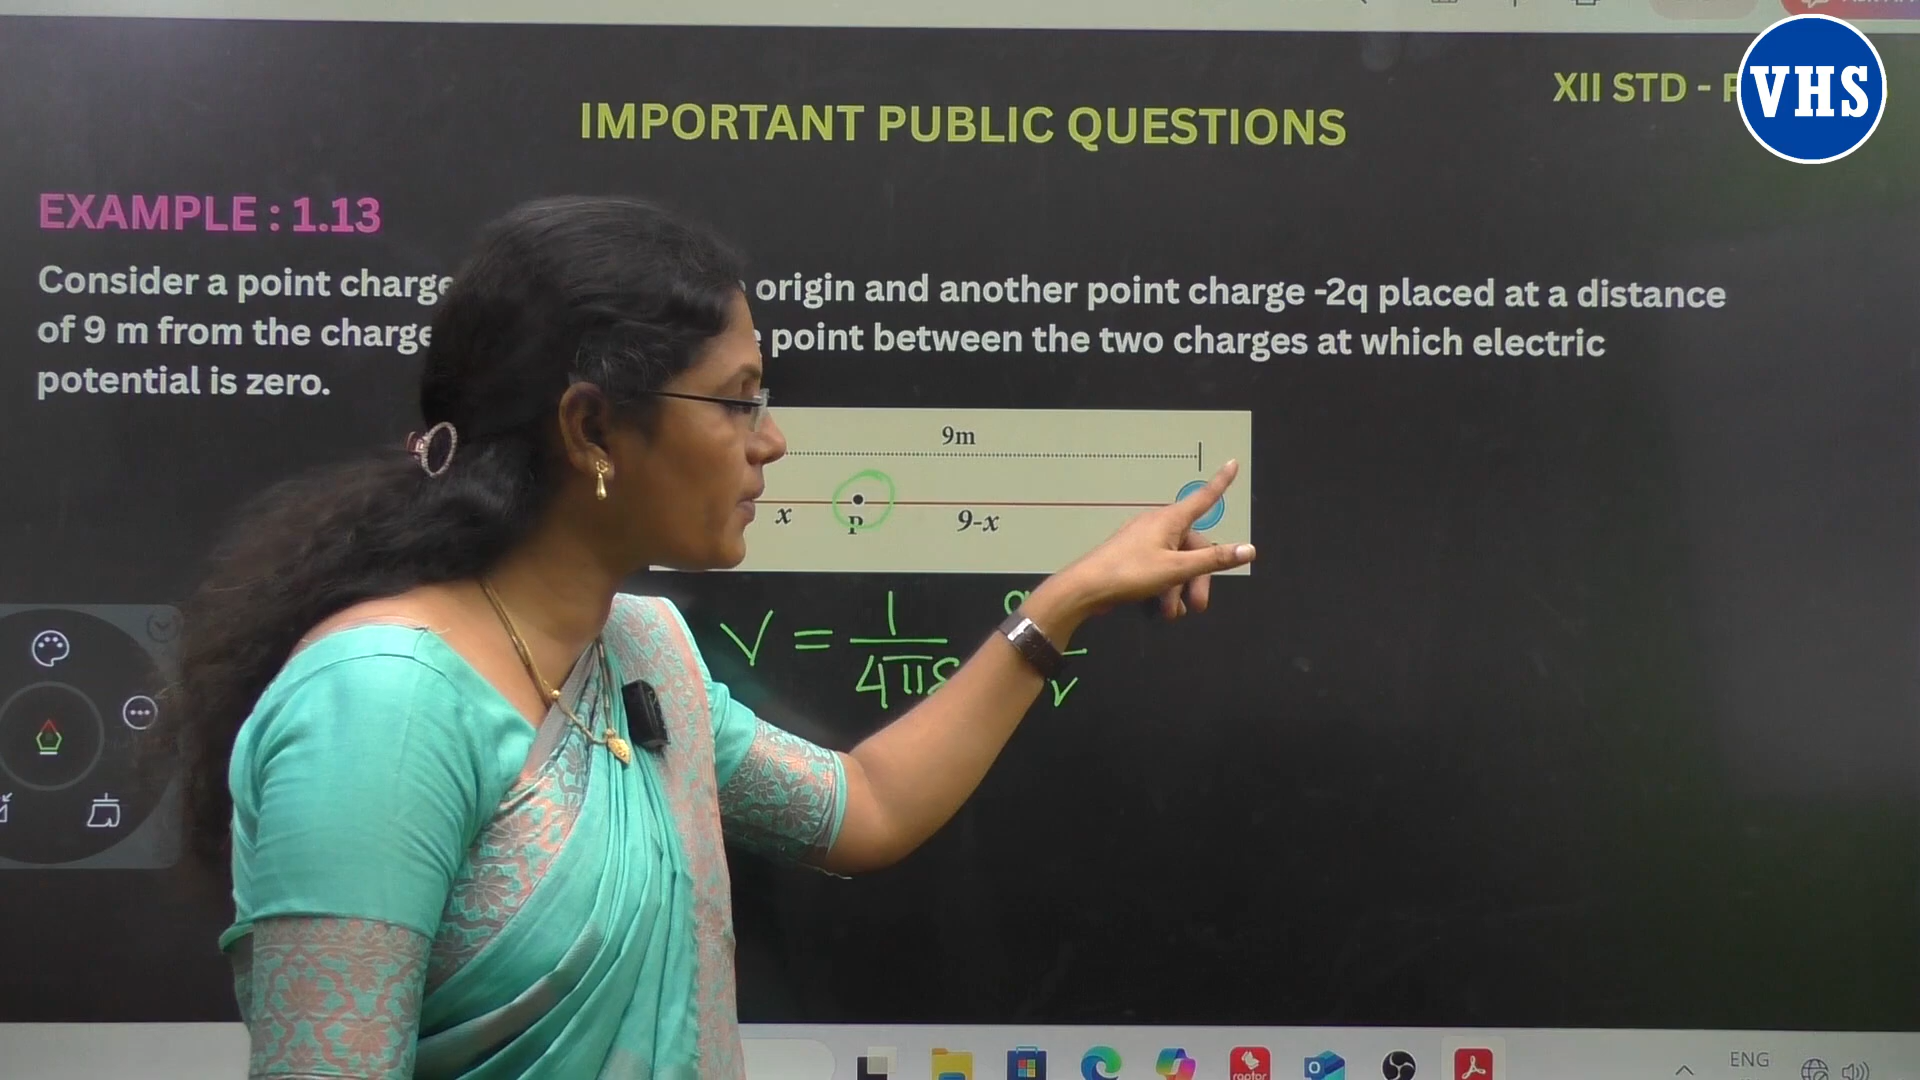 VHS
XII STD -
IMPORTANT PUBLIC QUESTIONS
EXAMPLE : 1.13
Consider a point charge origin and another point charge -2q placed at a distance
of 9 m from the charge point between the two charges at which electric
potential is zero.
9m
x P 9-x
V = 1
4π
ENG
raptor